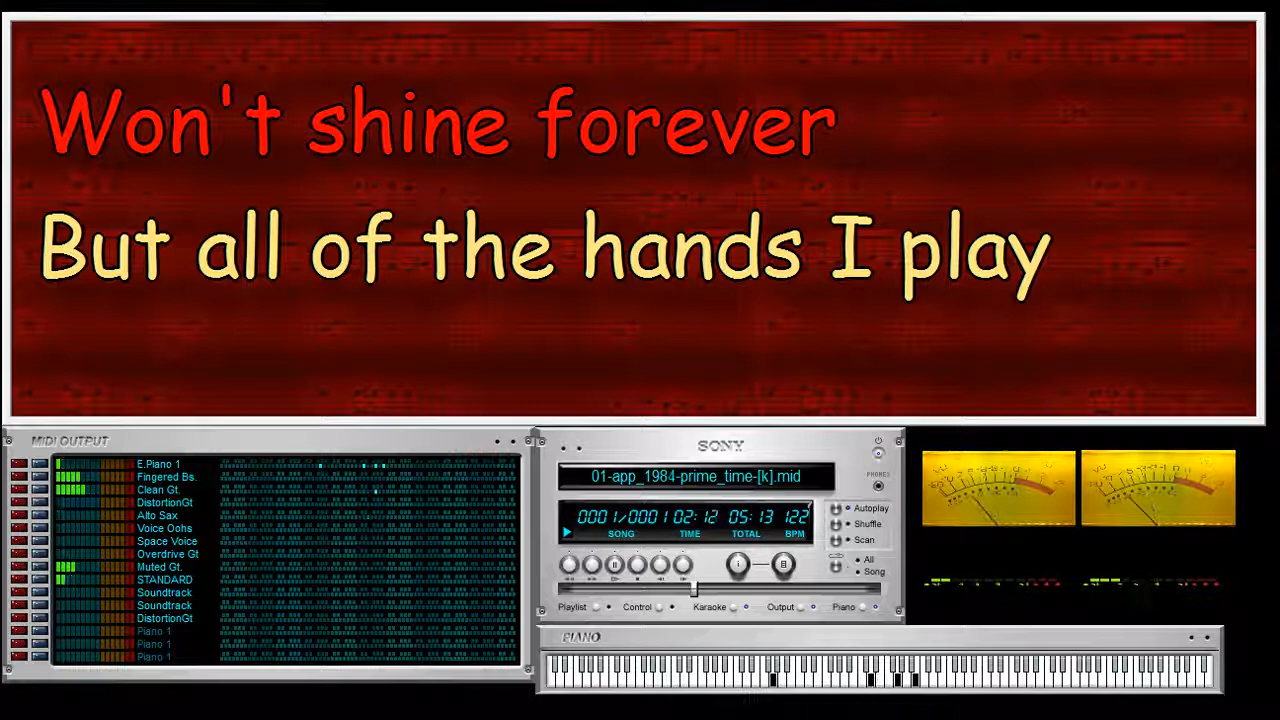 Won't shine forever
But all of the hands I play
MIDI OUTPUT
E.Piano 1
Fingered Bs.
Clean Gt.
DistortionGt
Alto Sax
Voice Oohs
Space Voice
Overdrive Gt
Muted Gt.
STANDARD
Soundtrack
Soundtrack
DistortionGt
Piano 1
Piano 1
Piano 1
SONY
01-app_1984-prime_time-[k].mid
PHONES
0001/0001 02:12 05:13 122
SONG TIME TOTAL BPM
Autoplay
Shuffle
Scan
All
Song
Playlist Control Karaoke Output Piano
PIANO
VU
VU